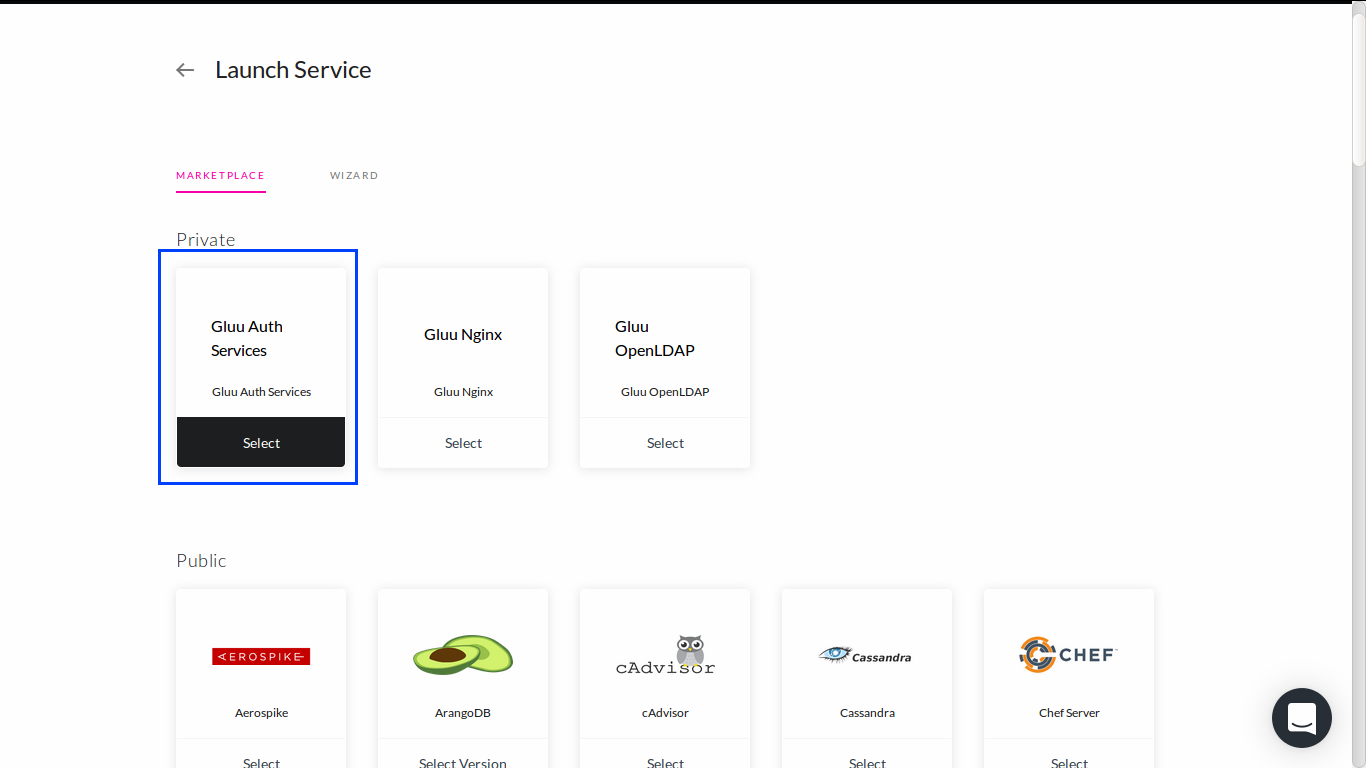 Launch Service
MARKETPLACE WIZARD
Private
Gluu Auth
Services
Gluu Auth Services
Select
Gluu Nginx
Gluu Nginx
Select
Gluu
OpenLDAP
Gluu OpenLDAP
Select
Public
AEROSPIKE
Aerospike
Select
ArangoDB
Select Version
cAdvisor
cAdvisor
Select
Cassandra
Cassandra
Select
CHEF
Chef Server
Select